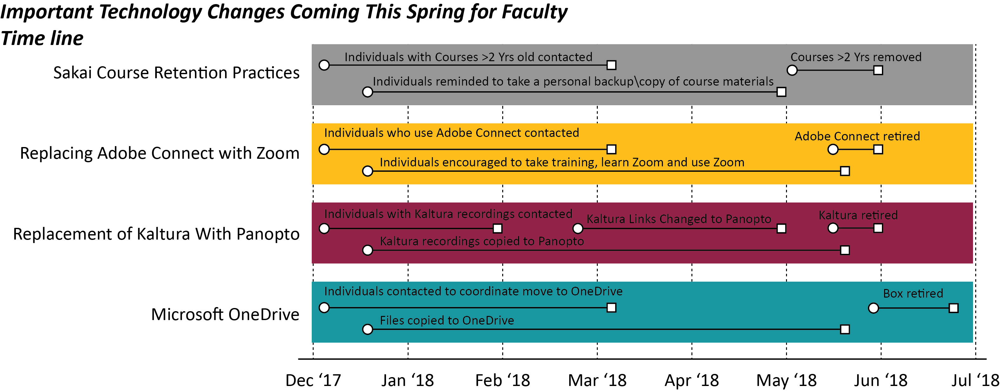 Important Technology Changes Coming This Spring for Faculty
Time line
Sakai Course Retention Practices
Individuals with Courses >2 Yrs old contacted
Courses >2 Yrs removed
Individuals reminded to take a personal backup\copy of course materials
Replacing Adobe Connect with Zoom
Individuals who use Adobe Connect contacted
Adobe Connect retired
Individuals encouraged to take training, learn Zoom and use Zoom
Replacement of Kaltura With Panopto
Individuals with Kaltura recordings contacted
Kaltura Links Changed to Panopto
Kaltura retired
Kaltura recordings copied to Panopto
Microsoft OneDrive
Individuals contacted to coordinate move to OneDrive
Box retired
Files copied to OneDrive
Dec ‘17 Jan ‘18 Feb ‘18 Mar ‘18 Apr ‘18 May ‘18 Jun ‘18 Jul ‘18